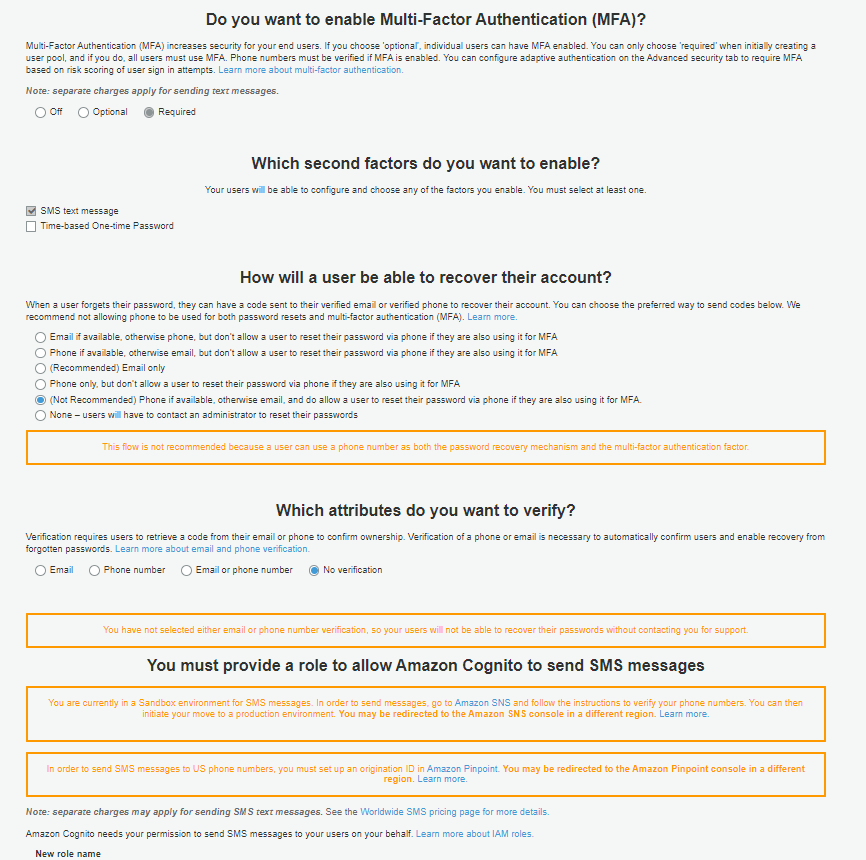 Do you want to enable Multi-Factor Authentication (MFA)?
Multi-Factor Authentication (MFA) increases security for your end users. If you choose 'optional', individual users can have MFA enabled. You can only choose 'required' when initially creating a
user pool, and if you do, all users must use MFA. Phone numbers must be verified if MFA is enabled. You can configure adaptive authentication on the Advanced security tab to require MFA
based on risk scoring of user sign in attempts. Learn more about multi-factor authentication.
Note: separate charges apply for sending text messages.
Off Optional Required
Which second factors do you want to enable?
Your users will be able to configure and choose any of the factors you enable. You must select at least one.
SMS text message
Time-based One-time Password
How will a user be able to recover their account?
When a user forgets their password, they can have a code sent to their verified email or verified phone to recover their account. You can choose the preferred way to send codes below. We
recommend not allowing phone to be used for both password resets and multi-factor authentication (MFA). Learn more.
Email if available, otherwise phone, but don't allow a user to reset their password via phone if they are also using it for MFA
Phone if available, otherwise email, but don't allow a user to reset their password via phone if they are also using it for MFA
(Recommended) Email only
Phone only, but don't allow a user to reset their password via phone if they are also using it for MFA
(Not Recommended) Phone if available, otherwise email, and do allow a user to reset their password via phone if they are also using it for MFA.
None – users will have to contact an administrator to reset their passwords
This flow is not recommended because a user can use a phone number as both the password recovery mechanism and the multi-factor authentication factor.
Which attributes do you want to verify?
Verification requires users to retrieve a code from their email or phone to confirm ownership. Verification of a phone or email is necessary to automatically confirm users and enable recovery from
forgotten passwords. Learn more about email and phone verification.
Email Phone number Email or phone number No verification
You have not selected either email or phone number verification, so your users will not be able to recover their passwords without contacting you for support.
You must provide a role to allow Amazon Cognito to send SMS messages
You are currently in a Sandbox environment for SMS messages. In order to send messages, go to Amazon SNS and follow the instructions to verify your phone numbers. You can then
initiate your move to a production environment. You may be redirected to the Amazon SNS console in a different region. Learn more.
In order to send SMS messages to US phone numbers, you must set up an origination ID in Amazon Pinpoint. You may be redirected to the Amazon Pinpoint console in a different
region. Learn more.
Note: separate charges may apply for sending SMS text messages. See the Worldwide SMS pricing page for more details.
Amazon Cognito needs your permission to send SMS messages to your users on your behalf. Learn more about IAM roles.
New role name